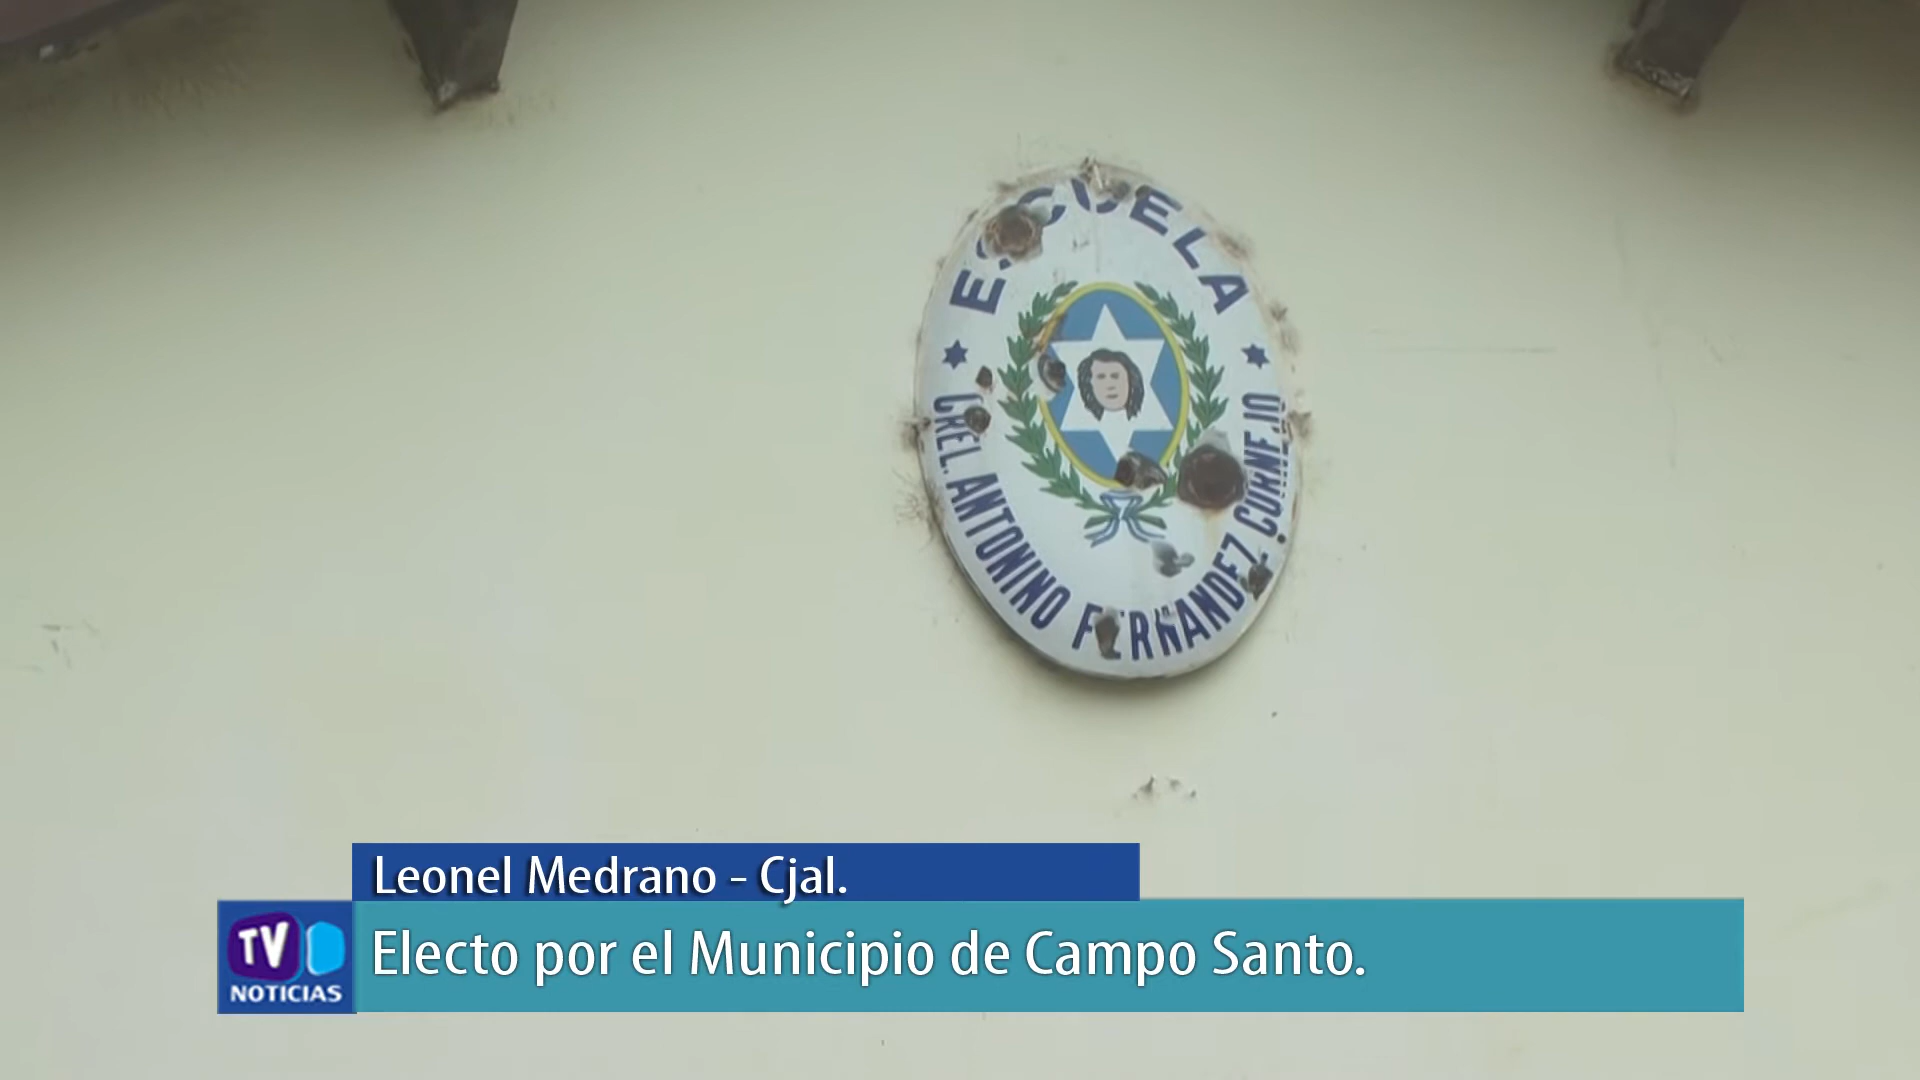 ESCUELA
CREL. ANTONINO FERNANDEZ CORNEJO
Leonel Medrano - Cjal.
Electo por el Municipio de Campo Santo.
TV
NOTICIAS